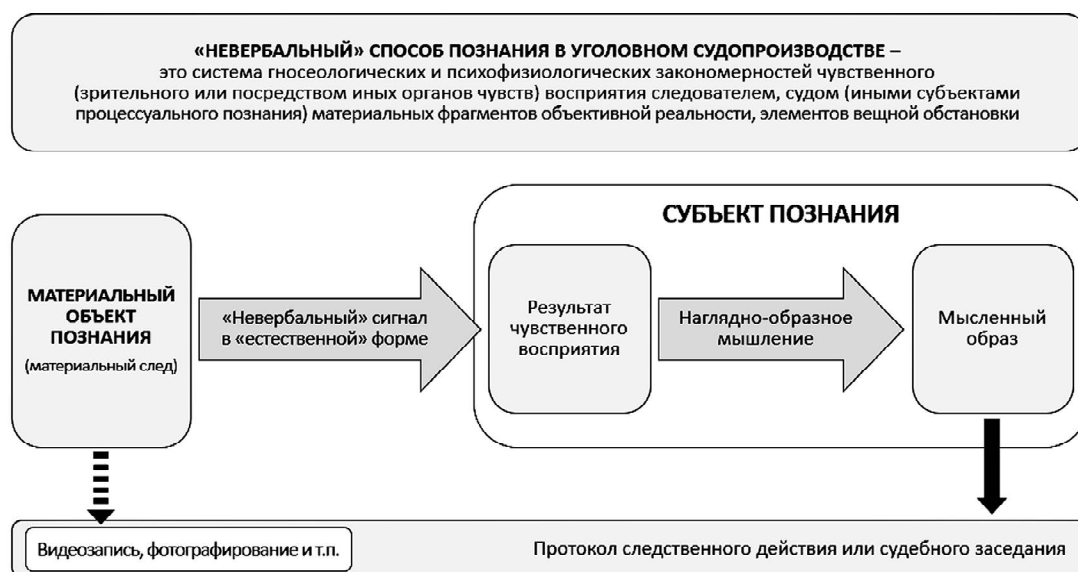 «НЕВЕРБАЛЬНЫЙ» СПОСОБ ПОЗНАНИЯ В УГОЛОВНОМ СУДОПРОИЗВОДСТВЕ –
это система гносеологических и психофизиологических закономерностей чувственного
(зрительного или посредством иных органов чувств) восприятия следователем, судом (иными субъектами
процессуального познания) материальных фрагментов объективной реальности, элементов вещной обстановки
СУБЪЕКТ ПОЗНАНИЯ
МАТЕРИАЛЬНЫЙ
ОБЪЕКТ
ПОЗНАНИЯ
(материальный след)
«Невербальный» сигнал
в «естественной» форме
Результат
чувственного
восприятия
Наглядно-образное
мышление
Мысленный
образ
Видеозапись, фотографирование и т.п.
Протокол следственного действия или судебного заседания